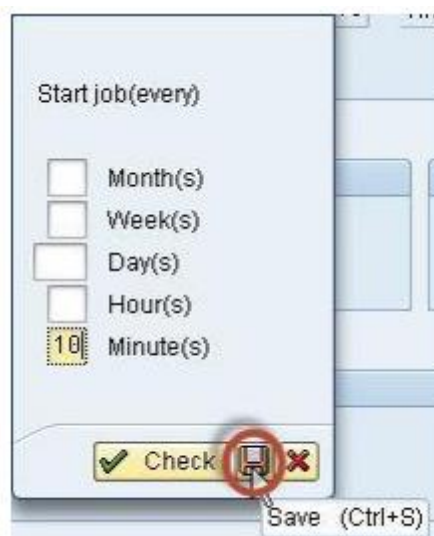 Start job(every)
Month(s)
Week(s)
Day(s)
Hour(s)
10 Minute(s)
Check
Save (Ctrl+S)